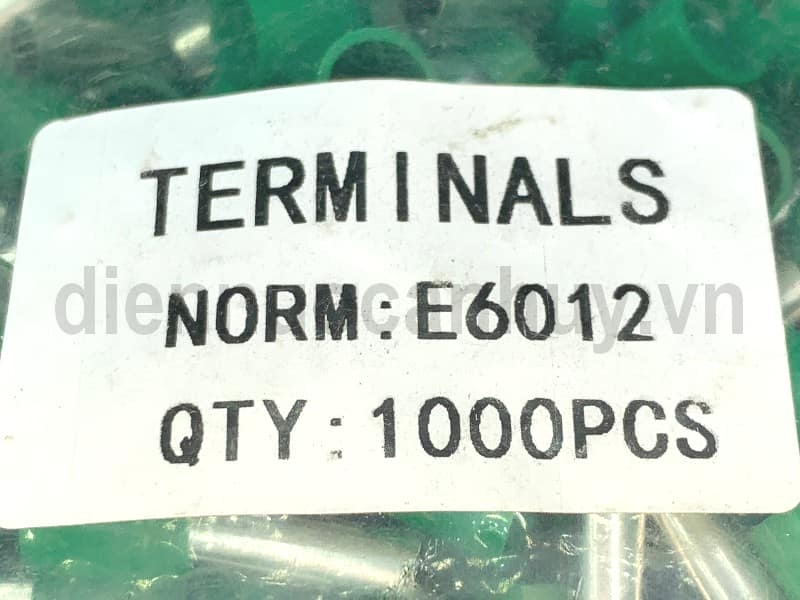 TERMINALS
NORM:E6012
QTY:1000PCS